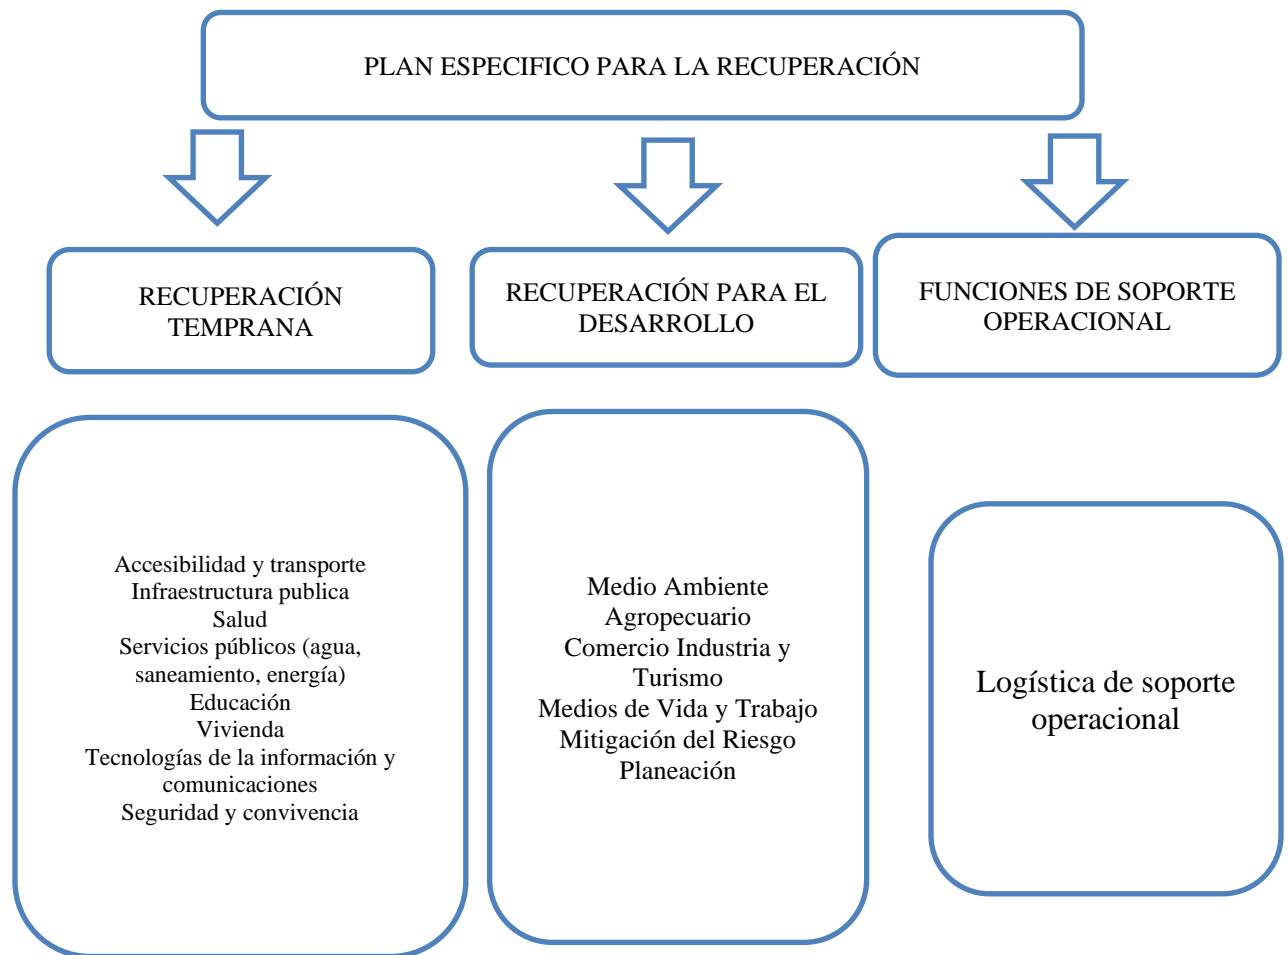 PLAN ESPECIFICO PARA LA RECUPERACIÓN
RECUPERACIÓN
TEMPRANA
RECUPERACIÓN PARA EL
DESARROLLO
FUNCIONES DE SOPORTE
OPERACIONAL
Accesibilidad y transporte
Infraestructura publica
Salud
Servicios públicos (agua,
saneamiento, energía)
Educación
Vivienda
Tecnologías de la información y
comunicaciones
Seguridad y convivencia
Medio Ambiente
Agropecuario
Comercio Industria y
Turismo
Medios de Vida y Trabajo
Mitigación del Riesgo
Planeación
Logística de soporte
operacional